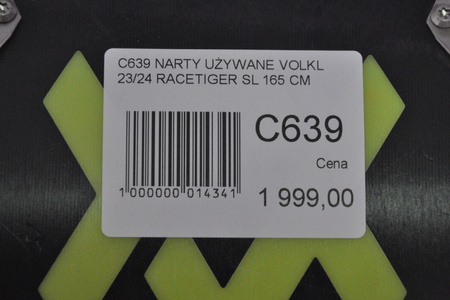 C639 NARTY UŻYWANE VOLKL
23/24 RACETIGER SL 165 CM
C639
Cena
1 000000 014341
1 999,00